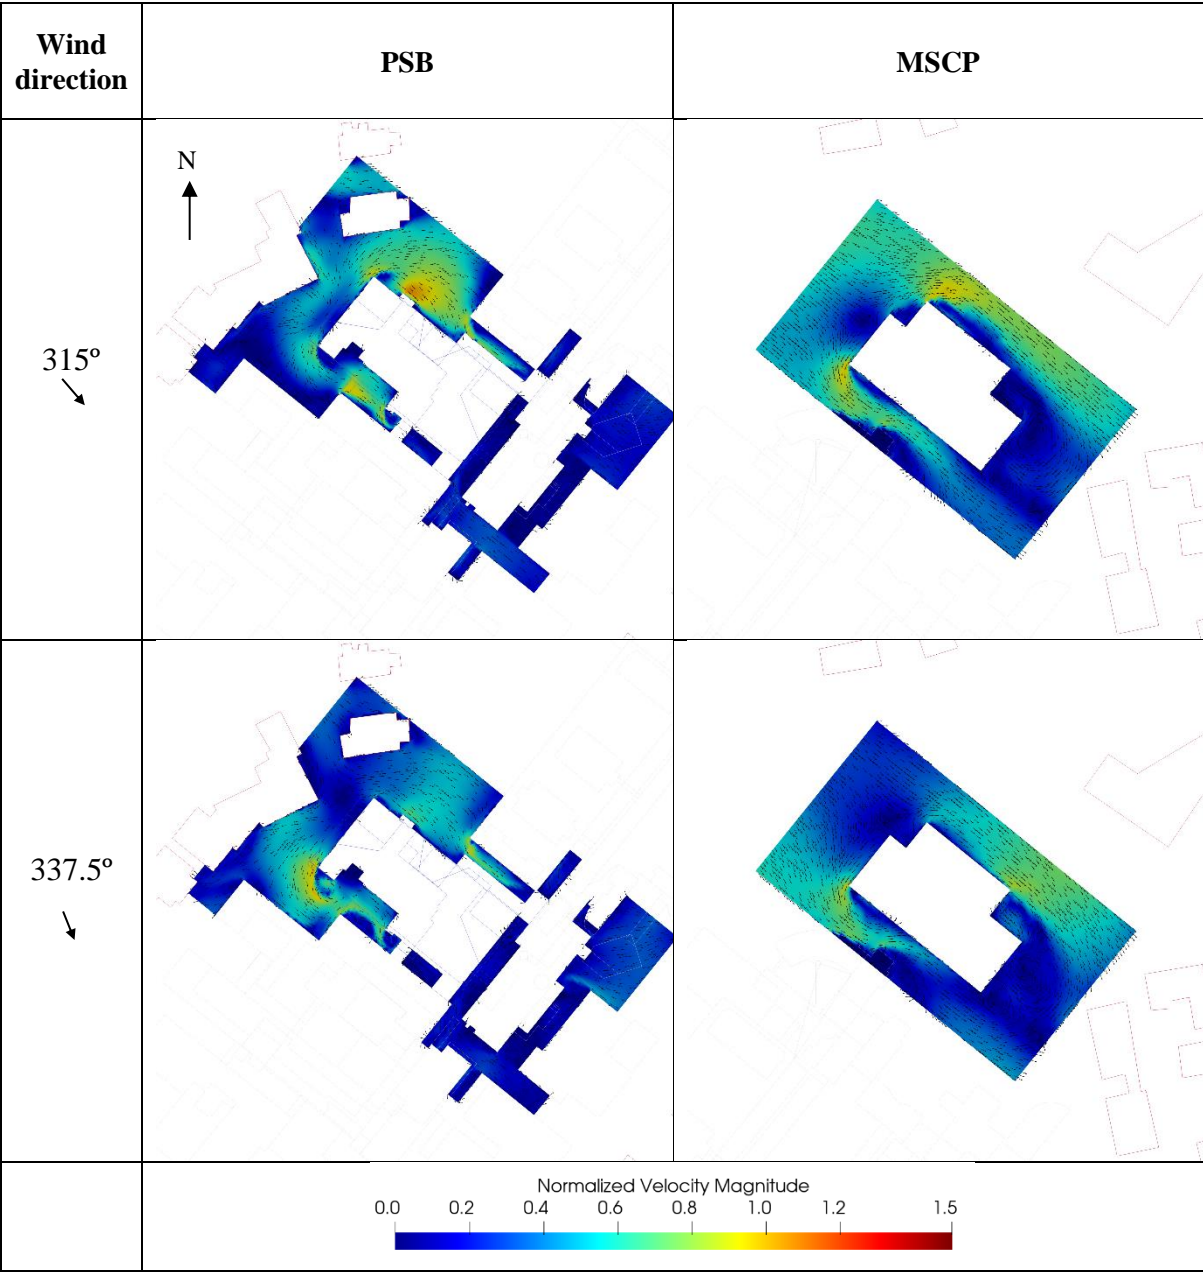 Wind
direction
PSB
MSCP
N
315º
337.5º
Normalized Velocity Magnitude
0.0 0.2 0.4 0.6 0.8 1.0 1.2 1.5